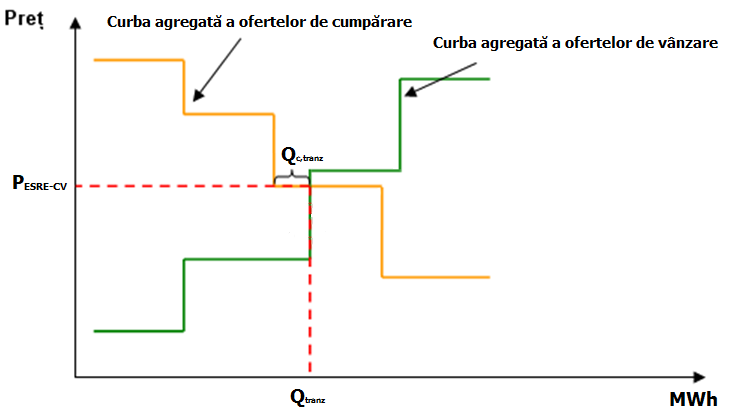 Preț
Curba agregată a ofertelor de cumpărare
Curba agregată a ofertelor de vânzare
Qc,tranz
PESRE-CV
Qtranz
MWh